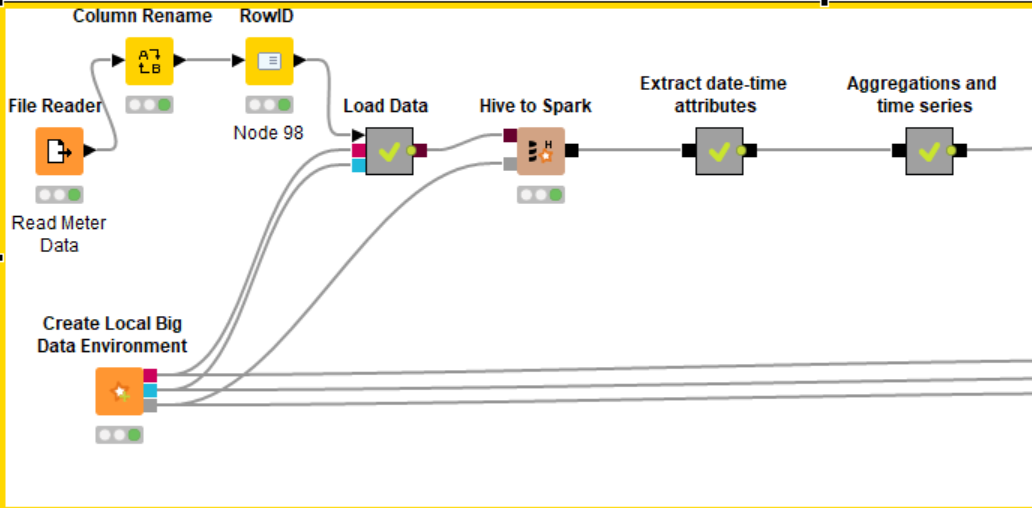 Column Rename
RowID
File Reader
Node 98
Load Data
Hive to Spark
Extract date-time
attributes
Aggregations and
time series
A
B
H
Read Meter
Data
Create Local Big
Data Environment